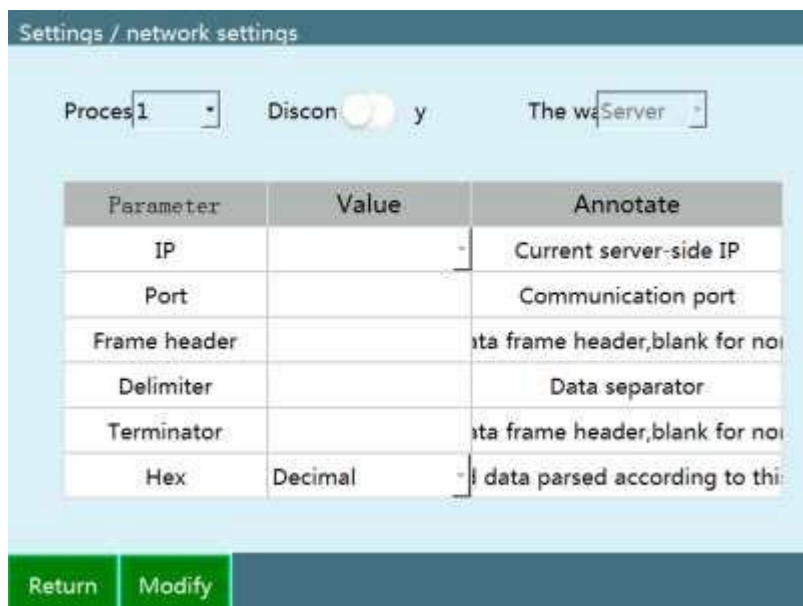 Settings / network settings
Proces 1 Discon y The wa Server
Parameter Value Annotate
IP Current server-side IP
Port Communication port
Frame header ata frame header,blank for no
Delimiter Data separator
Terminator ata frame header,blank for no
Hex Decimal data parsed according to thi
Return Modify